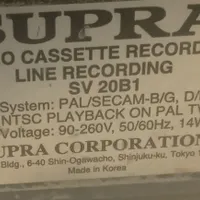 SUPRA
O CASSETTE RECORD
LINE RECORDING
SV 20B1
System: PAL/SECAM-B/G, D/
NTSC PLAYBACK ON PAL T
Voltage: 90-260V, 50/60Hz, 14W
UPRA CORPORATION
Bldg., 6-40 Shin-Ogawacho, Shinjuku-ku, Tokyo
Made in Korea